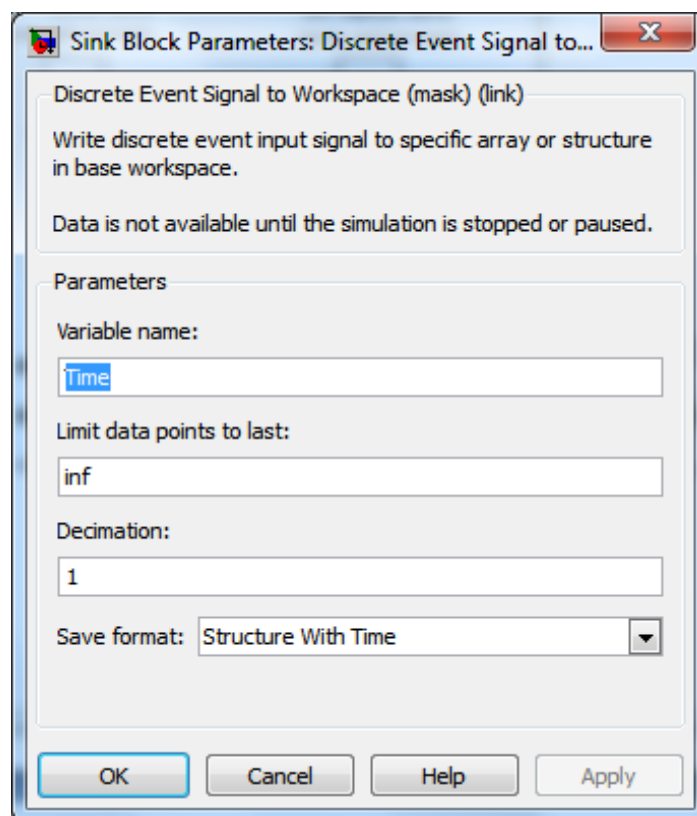 Sink Block Parameters: Discrete Event Signal to...
Discrete Event Signal to Workspace (mask) (link)
Write discrete event input signal to specific array or structure
in base workspace.
Data is not available until the simulation is stopped or paused.
Parameters
Variable name:
Time
Limit data points to last:
inf
Decimation:
1
Save format: Structure With Time
OK Cancel Help Apply